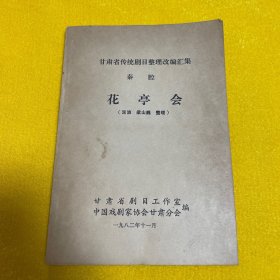 甘肃省传统剧目整理改编汇集
秦腔
花亭会
甘肃省剧目工作室
中国戏剧家协会甘肃分会
编
一九八二年十一月